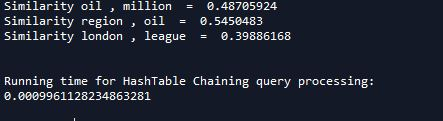 Similarity oil , million  =  0.48705924
Similarity region , oil  =  0.5450483
Similarity london , league  =  0.39886168
Running time for HashTable Chaining query processing:
0.0009961128234863281